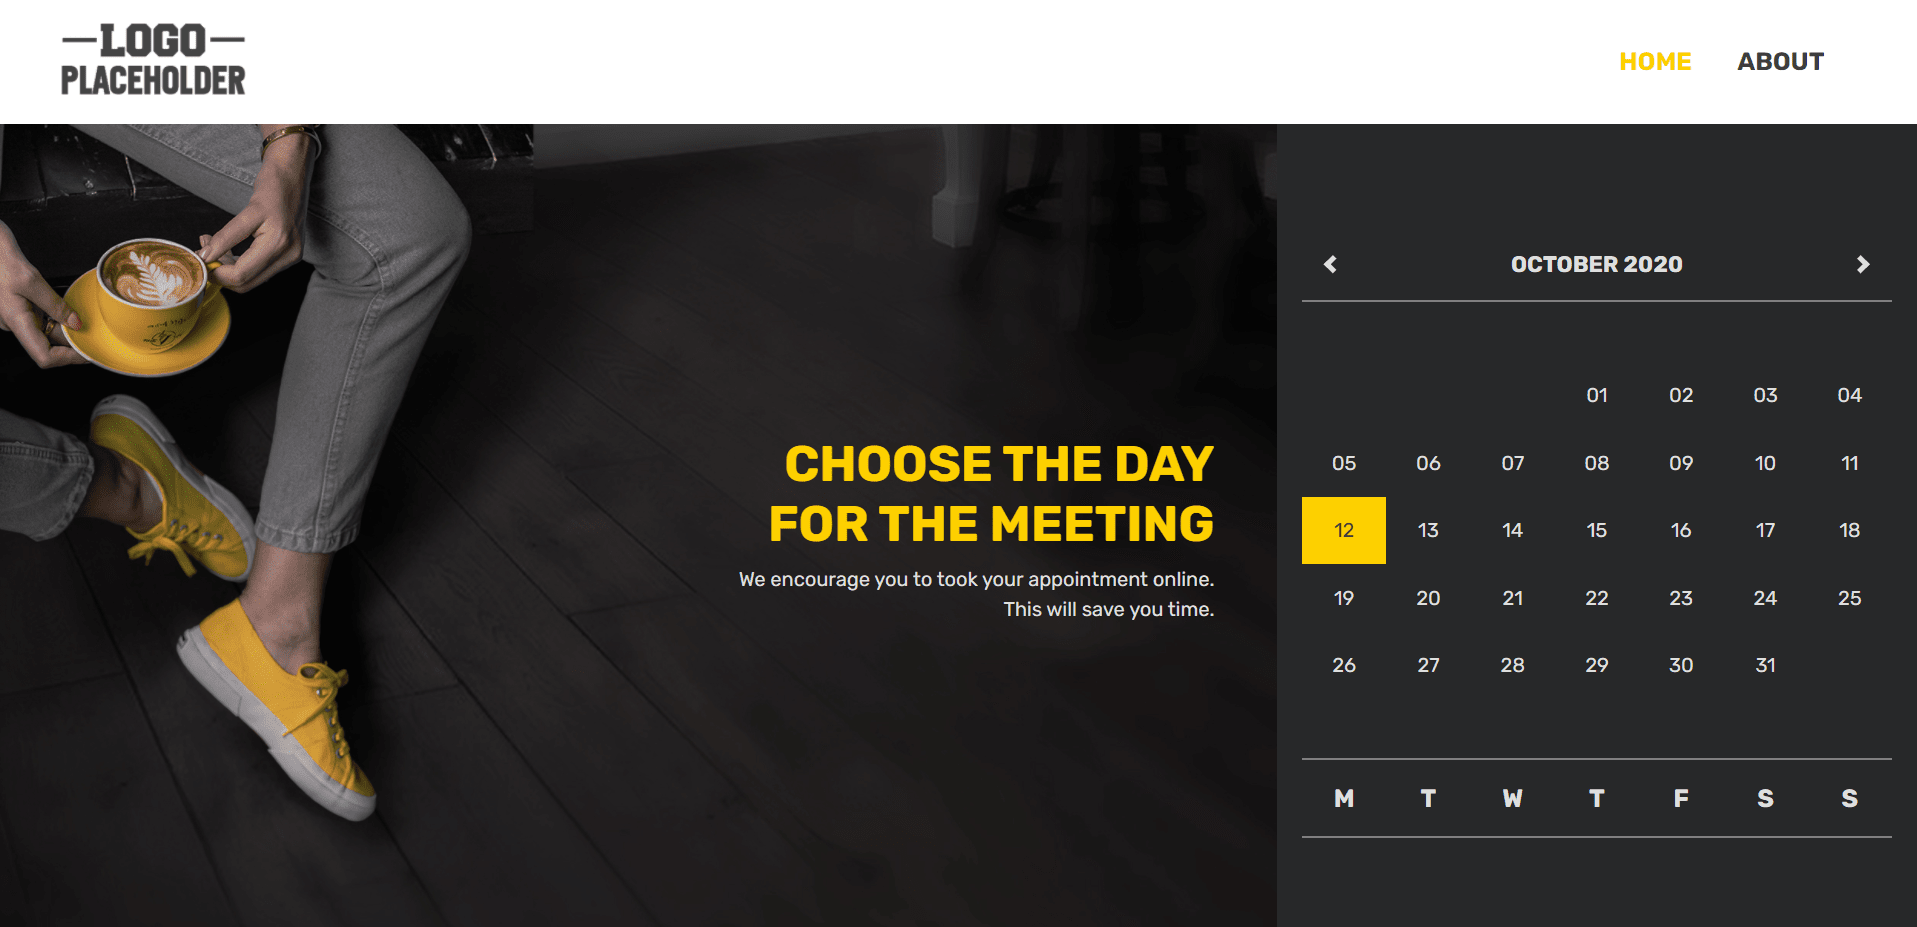 LOGO
PLACEHOLDER
HOME ABOUT
CHOOSE THE DAY
FOR THE MEETING
We encourage you to took your appointment online.
This will save you time.
OCTOBER 2020
01 02 03 04
05 06 07 08 09 10 11
12 13 14 15 16 17 18
19 20 21 22 23 24 25
26 27 28 29 30 31
M T W T F S S